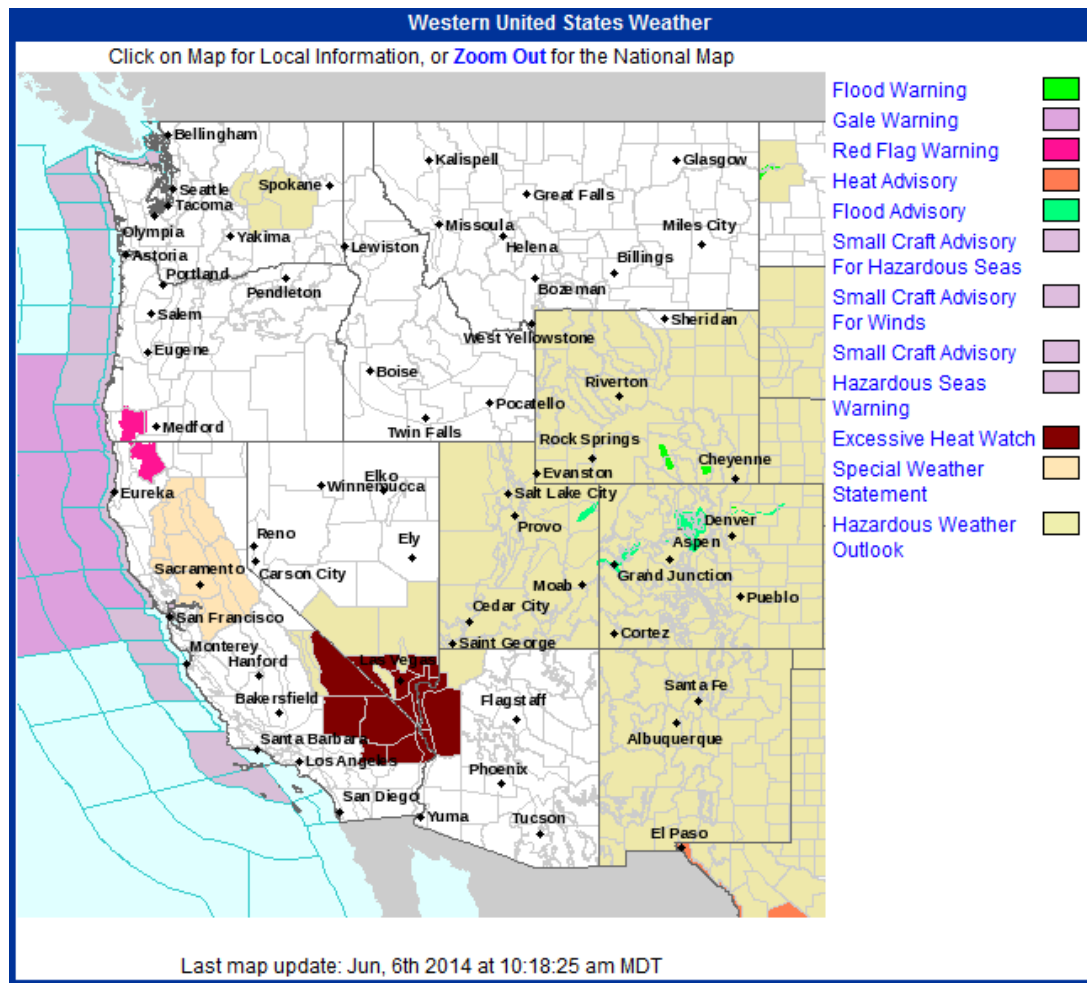 Western United States Weather
Click on Map for Local Information, or Zoom Out for the National Map
Flood Warning
Gale Warning
Red Flag Warning
Heat Advisory
Flood Advisory
Small Craft Advisory
For Hazardous Seas
Small Craft Advisory
For Winds
Small Craft Advisory
Hazardous Seas
Warning
Excessive Heat Watch
Special Weather
Statement
Hazardous Weather
Outlook
Bellingham
Kalispell
Glasgow
Seattle
Spokane
Tacoma
Great Falls
Olympia
Yakima
Missoula
Miles City
Astoria
Lewiston
Helena
Portland
Billings
Pendleton
Bozeman
Salem
Sheridan
West Yellowstone
Eugene
Boise
Riverton
Pocatello
Medford
Twin Falls
Rock Springs
Cheyenne
Evanston
Elko
Winnemucca
Eureka
Salt Lake City
Provo
Denver
Reno
Ely
Aspen
Sacramento
Carson City
Grand Junction
Moab
Pueblo
Cedar City
San Francisco
Cortez
Saint George
Monterey
Hanford
Las Vegas
Santa Fe
Bakersfield
Flagstaff
Albuquerque
Santa Barbara
Los Angeles
Phoenix
San Diego
Yuma
Tucson
El Paso
Last map update: Jun, 6th 2014 at 10:18:25 am MDT